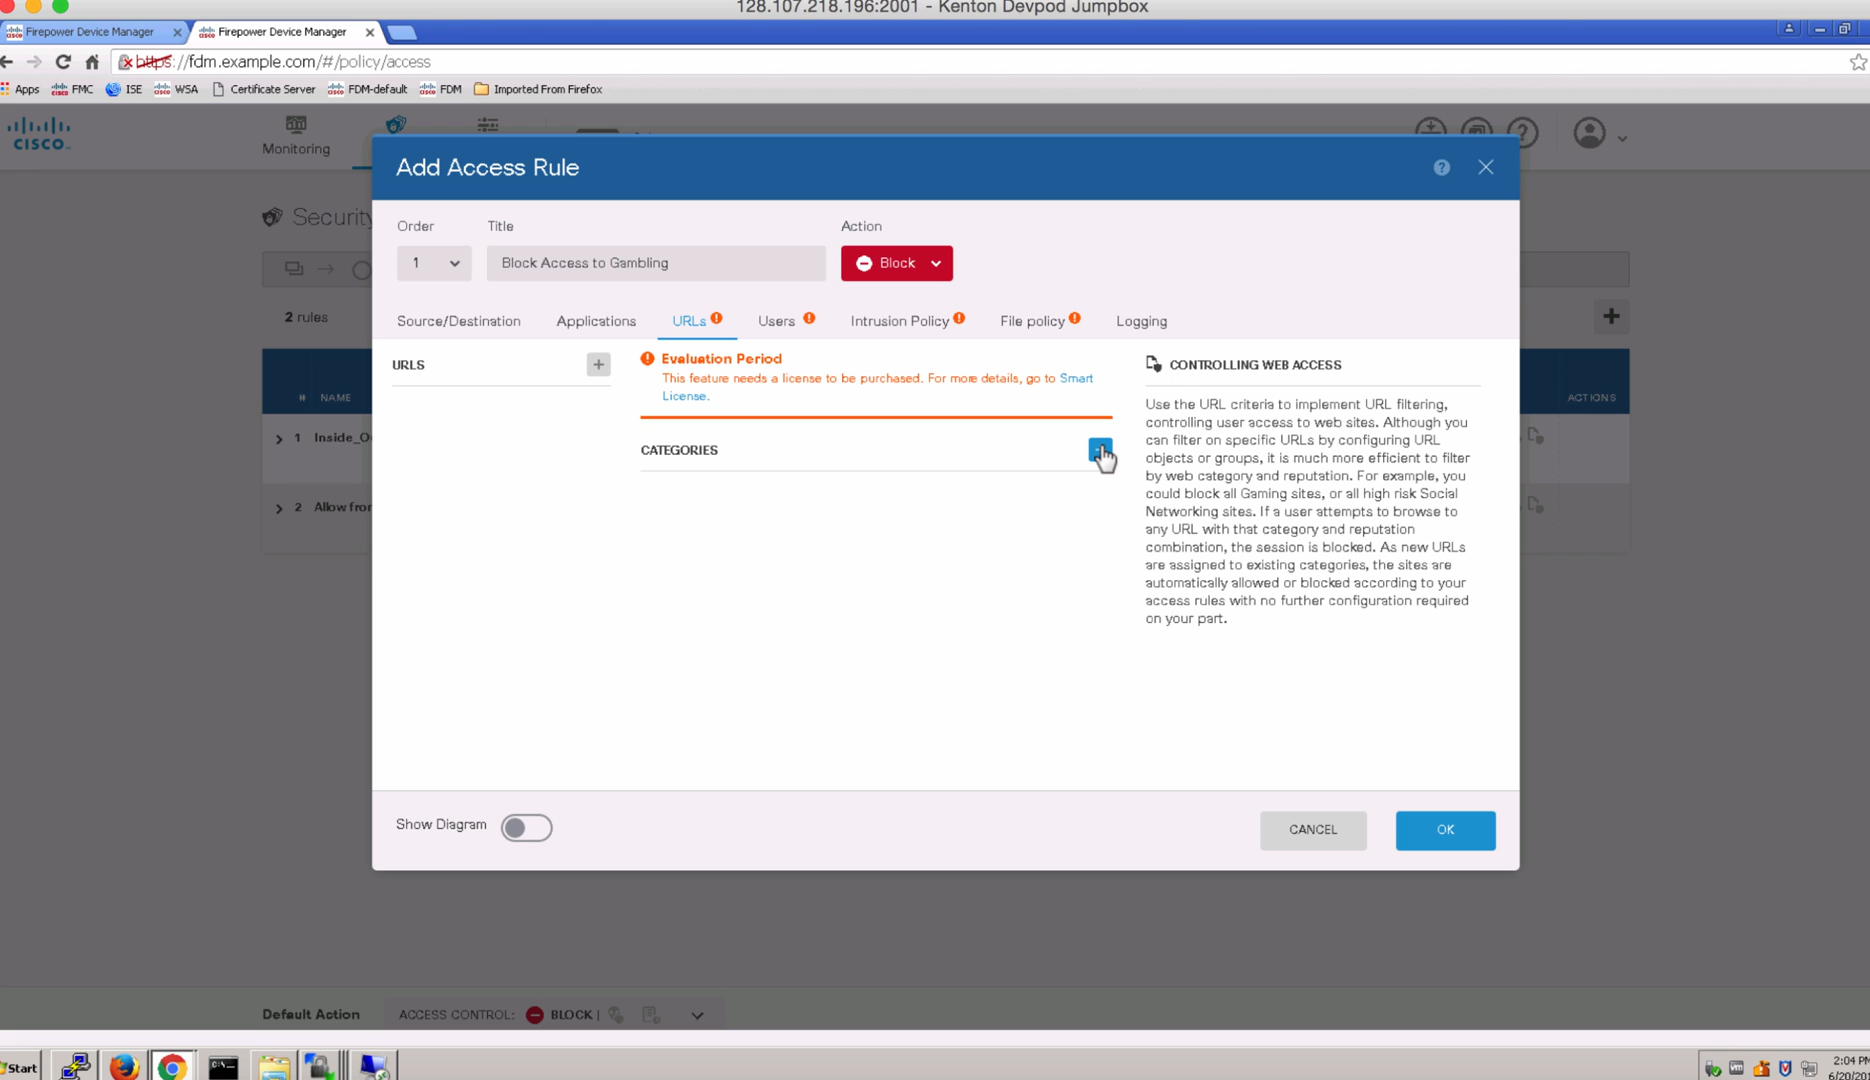 128.107.218.196:2001 - Kenton Devpod Jumpbox
Firepower Device Manager
Firepower Device Manager
https://fdm.example.com/#/policy/access
Apps FMC ISE WSA Certificate Server FDM-default FDM Imported From Firefox
CISCO
Monitoring
Add Access Rule
Security
Order Title Action
1 Block Access to Gambling Block
2 rules
Source/Destination Applications URLs Users Intrusion Policy File policy Logging
URLS
Evaluation Period
This feature needs a license to be purchased. For more details, go to Smart
License.
CATEGORIES
CONTROLLING WEB ACCESS
Use the URL criteria to implement URL filtering,
controlling user access to web sites. Although you
can filter on specific URLs by configuring URL
objects or groups, it is much more efficient to filter
by web category and reputation. For example, you
could block all Gaming sites, or all high risk Social
Networking sites. If a user attempts to browse to
any URL with that category and reputation
combination, the session is blocked. As new URLs
are assigned to existing categories, the sites are
automatically allowed or blocked according to your
access rules with no further configuration required
on your part.
# NAME ACTIONS
1 Inside_O
2 Allow fro
Show Diagram
CANCEL OK
Default Action ACCESS CONTROL: BLOCK |
Start
2:04 PM
6/20/20